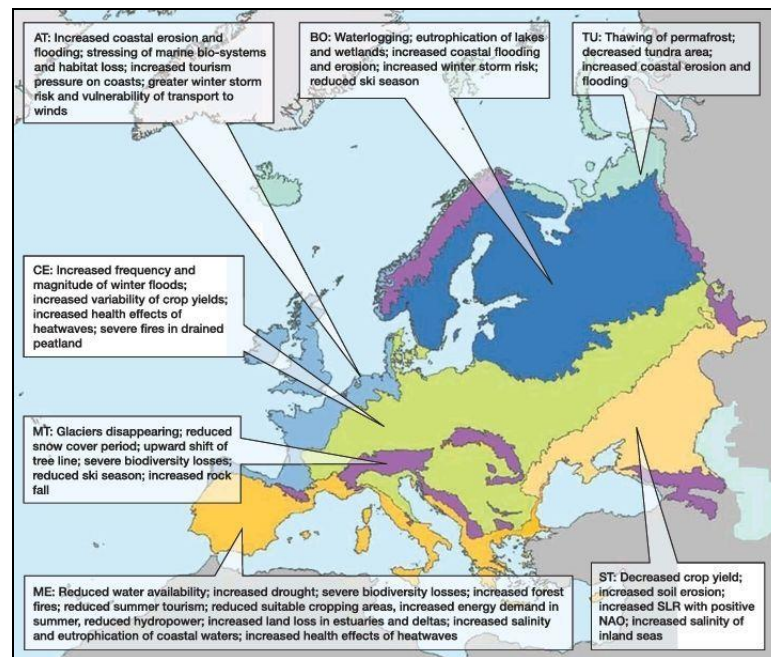 AT: Increased coastal erosion and
flooding; stressing of marine bio-systems
and habitat loss; increased tourism
pressure on coasts; greater winter storm
risk and vulnerability of transport to
winds
BO: Waterlogging; eutrophication of lakes
and wetlands; increased coastal flooding
and erosion; increased winter storm risk;
reduced ski season
TU: Thawing of permafrost;
decreased tundra area;
increased coastal erosion and
flooding
CE: Increased frequency and
magnitude of winter floods;
increased variability of crop yields;
increased health effects of
heatwaves; severe fires in drained
peatland
MT: Glaciers disappearing; reduced
snow cover period; upward shift of
tree line; severe biodiversity losses;
reduced ski season; increased rock
fall
ME: Reduced water availability; increased drought; severe biodiversity losses; increased forest
fires; reduced summer tourism; reduced suitable cropping areas, increased energy demand in
summer, reduced hydropower; increased land loss in estuaries and deltas; increased salinity
and eutrophication of coastal waters; increased health effects of heatwaves
ST: Decreased crop yield;
increased soil erosion;
increased SLR with positive
NAO; increased salinity of
inland seas